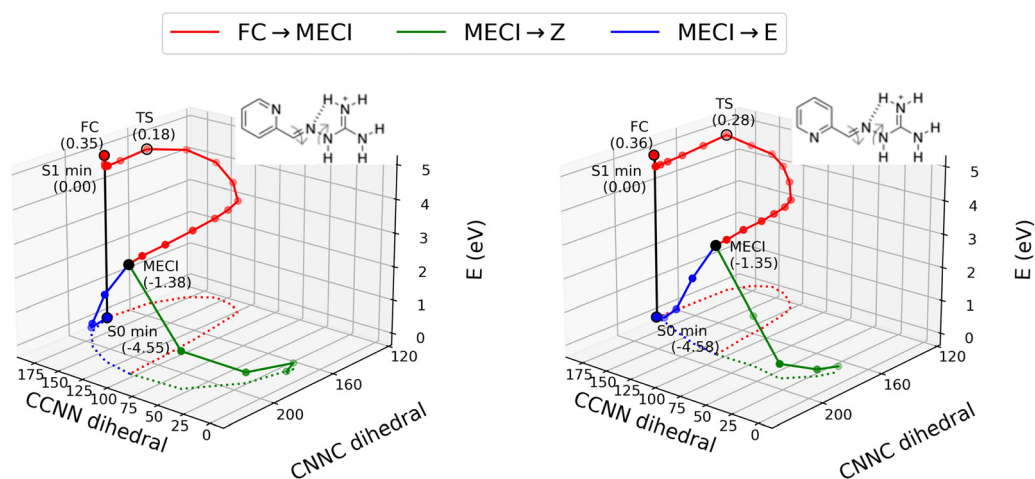 FC → MECI MECI → Z MECI → E
FC
(0.35)
TS
(0.18)
S1 min
(0.00)
MECI
(-1.38)
S0 min
(-4.55)
N
N
N
H
H
N
+
H
N
H
H
5
4
3
2
1
0
E (eV)
175
150
125
100
75
50
25
0
CCNN dihedral
200
160
120
CNNC dihedral
FC
(0.36)
TS
(0.28)
S1 min
(0.00)
MECI
(-1.35)
S0 min
(-4.58)
N
N
N
H
H
N
+
H
N
H
H
5
4
3
2
1
0
E (eV)
175
150
125
100
75
50
25
0
CCNN dihedral
200
160
120
CNNC dihedral